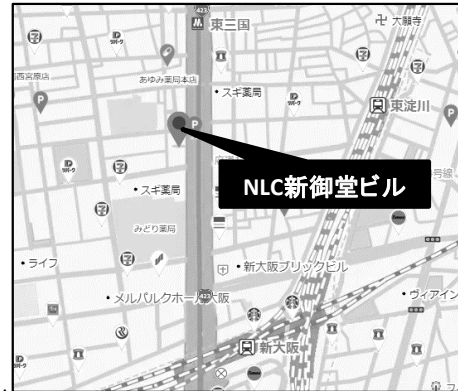 423
東三国
大願寺
西宮原店
あゆみ薬局本店
・スギ薬局
東淀川
NLC新御堂ビル
・スギ薬局
みどり薬局
・ライフ
・新大阪ブリックビル
・メルパルクホール大阪
423
・ヴィアイン
新大阪